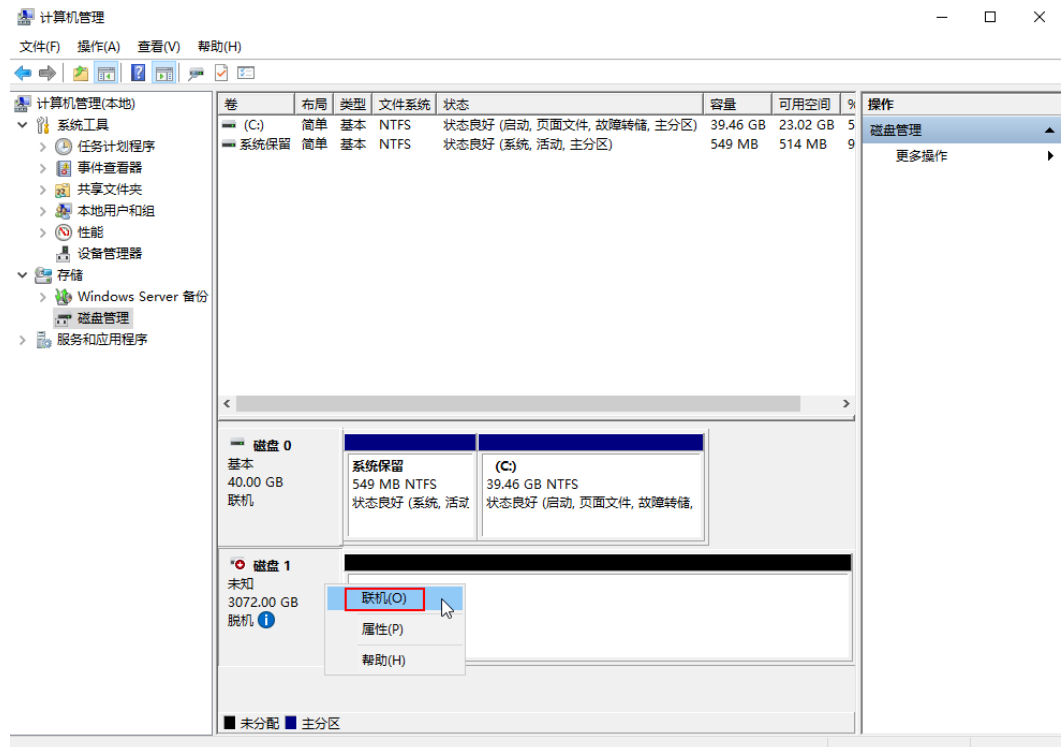 计算机管理
文件(F) 操作(A) 查看(V) 帮助(H)
计算机管理(本地)
系统工具
任务计划程序
事件查看器
共享文件夹
本地用户和组
性能
设备管理器
存储
Windows Server 备份
磁盘管理
服务和应用程序
卷 布局 类型 文件系统 状态 容量 可用空间 %
(C:) 简单 基本 NTFS 状态良好 (启动, 页面文件, 故障转储, 主分区) 39.46 GB 23.02 GB 5
系统保留 简单 基本 NTFS 状态良好 (系统, 活动, 主分区) 549 MB 514 MB 9
操作
磁盘管理
更多操作
磁盘 0
基本
40.00 GB
联机
系统保留
549 MB NTFS
状态良好 (系统, 活动
(C:)
39.46 GB NTFS
状态良好 (启动, 页面文件, 故障转储,
磁盘 1
未知
3072.00 GB
脱机
联机(O)
属性(P)
帮助(H)
未分配 主分区